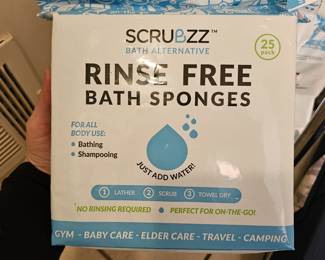 SCRUBZZ™
BATH ALTERNATIVE
25
pack
RINSE FREE
BATH SPONGES
FOR ALL
BODY USE:
• Bathing
• Shampooing
JUST ADD WATER!
1 LATHER 2 SCRUB 3 TOWEL DRY
*NO RINSING REQUIRED • PERFECT FOR ON-THE-GO!
GYM - BABY CARE - ELDER CARE - TRAVEL - CAMPING